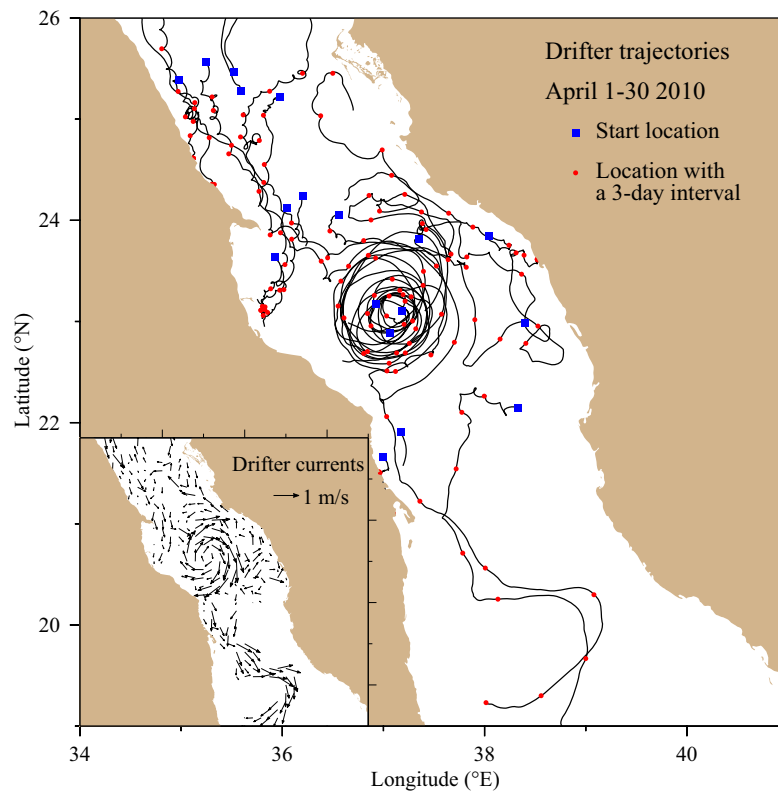 Drifter trajectories
April 1-30 2010
Start location
Location with
a 3-day interval
26
24
22
20
Latitude (°N)
Drifter currents
1 m/s
34
36
38
40
Longitude (°E)